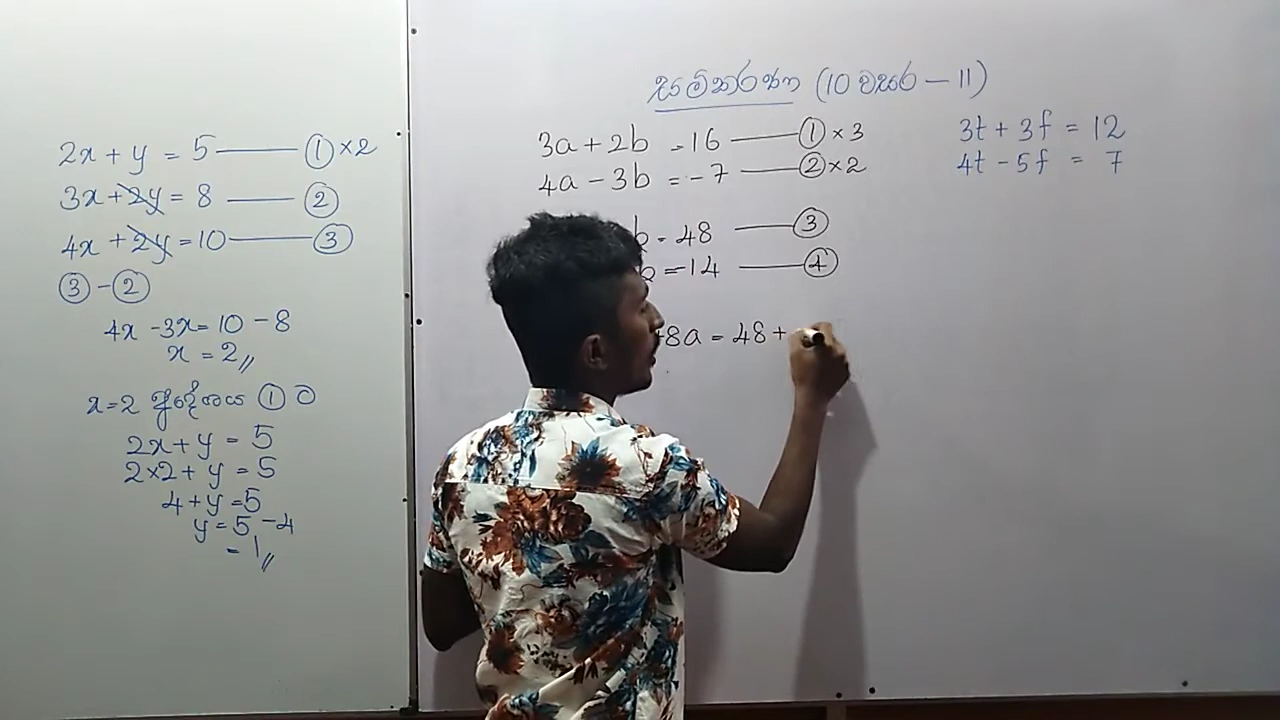 2x + y = 5 ——— ① ×2
3x + 2y = 8 ——— ②
4x + 2y = 10 ——— ③
③ - ②
4x - 3x = 10 - 8
x = 2 //
x = 2 ① ට
2x + y = 5
2×2 + y = 5
4 + y = 5
y = 5 - 4
= 1 //
සමීකරණ (10 වසර - 11)
3a + 2b = 16 ——— ① × 3
4a - 3b = -7 ——— ② × 2
b = 48 ——— ③
b = -14 ——— ④
+8a = 48 +
3t + 3f = 12
4t - 5f = 7